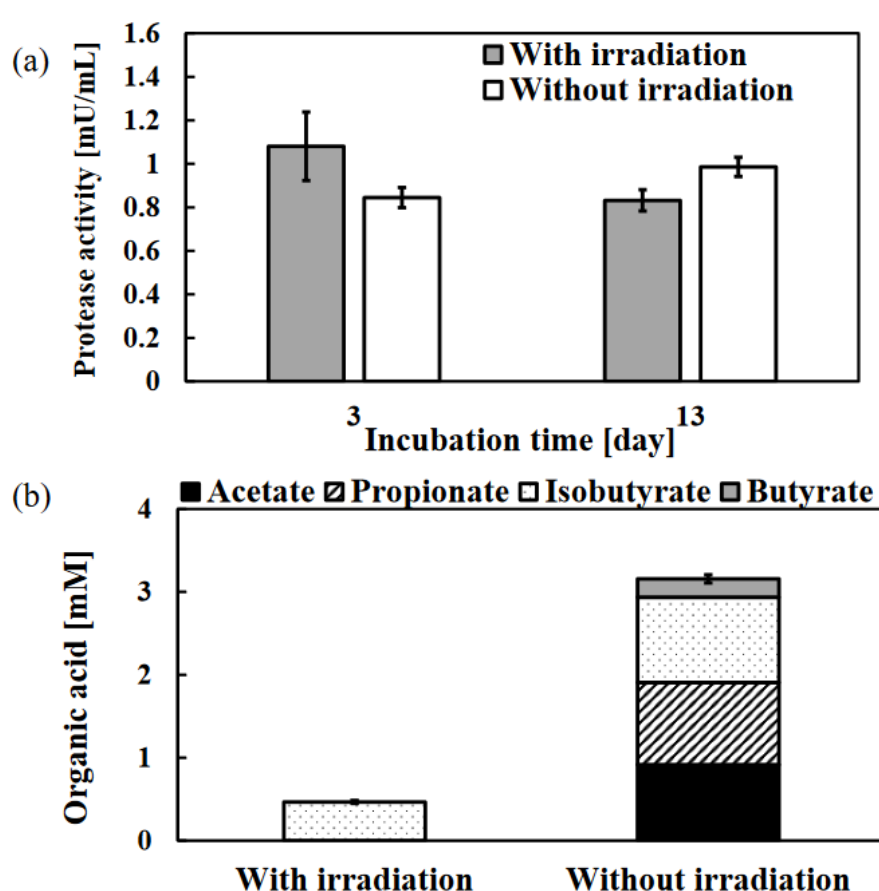 (a)
Protease activity [mU/mL]
1.6
1.4
1.2
1
0.8
0.6
0.4
0.2
0
With irradiation
Without irradiation
3
13
Incubation time [day]
(b)
Acetate Propionate Isobutyrate Butyrate
Organic acid [mM]
4
3
2
1
0
With irradiation
Without irradiation